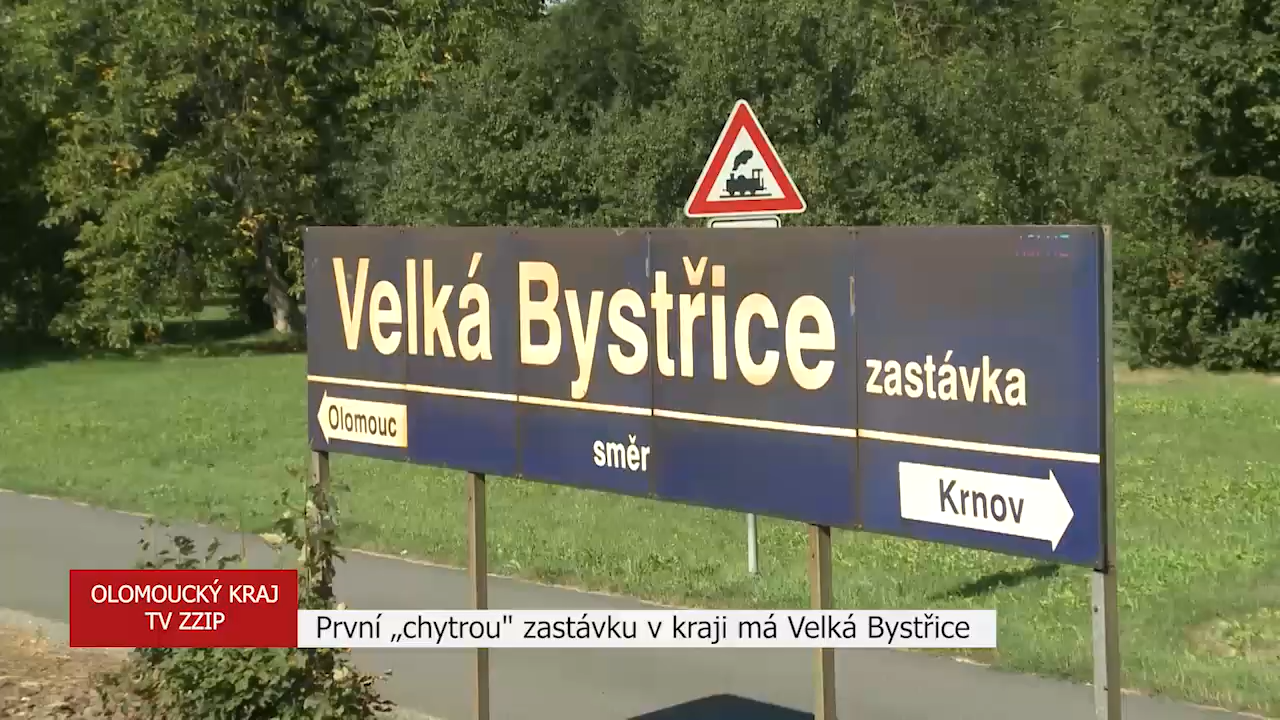 Velká Bystřice zastávka
Olomouc
směr
Krnov
OLOMOUCKÝ KRAJ
TV ZZIP
První „chytrou" zastávku v kraji má Velká Bystřice